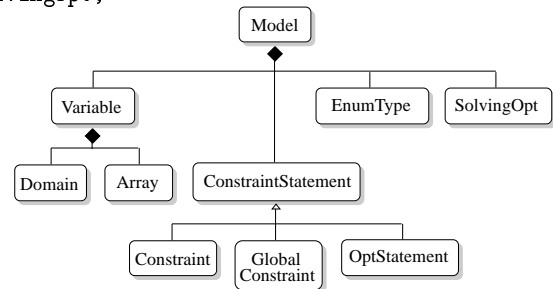 Model
Variable
EnumType
SolvingOpt
Domain
Array
ConstraintStatement
Constraint
Global
Constraint
OptStatement